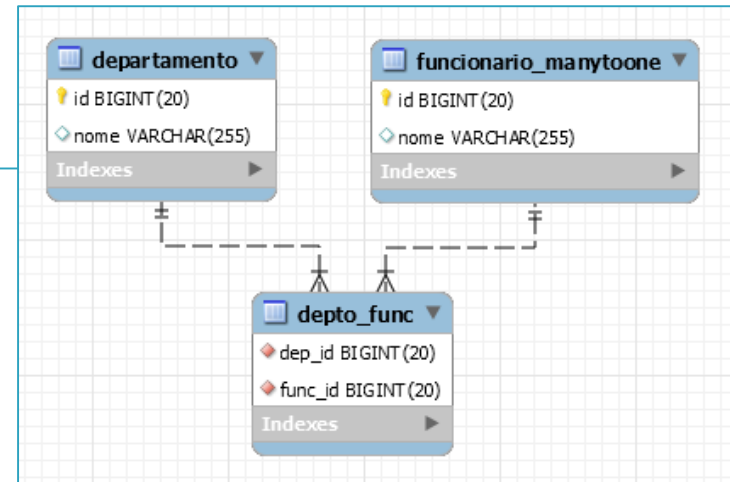 departamento
id BIGINT(20)
nome VARCHAR(255)
Indexes
funcionario_manytoone
id BIGINT(20)
nome VARCHAR(255)
Indexes
depto_func
dep_id BIGINT(20)
func_id BIGINT(20)
Indexes